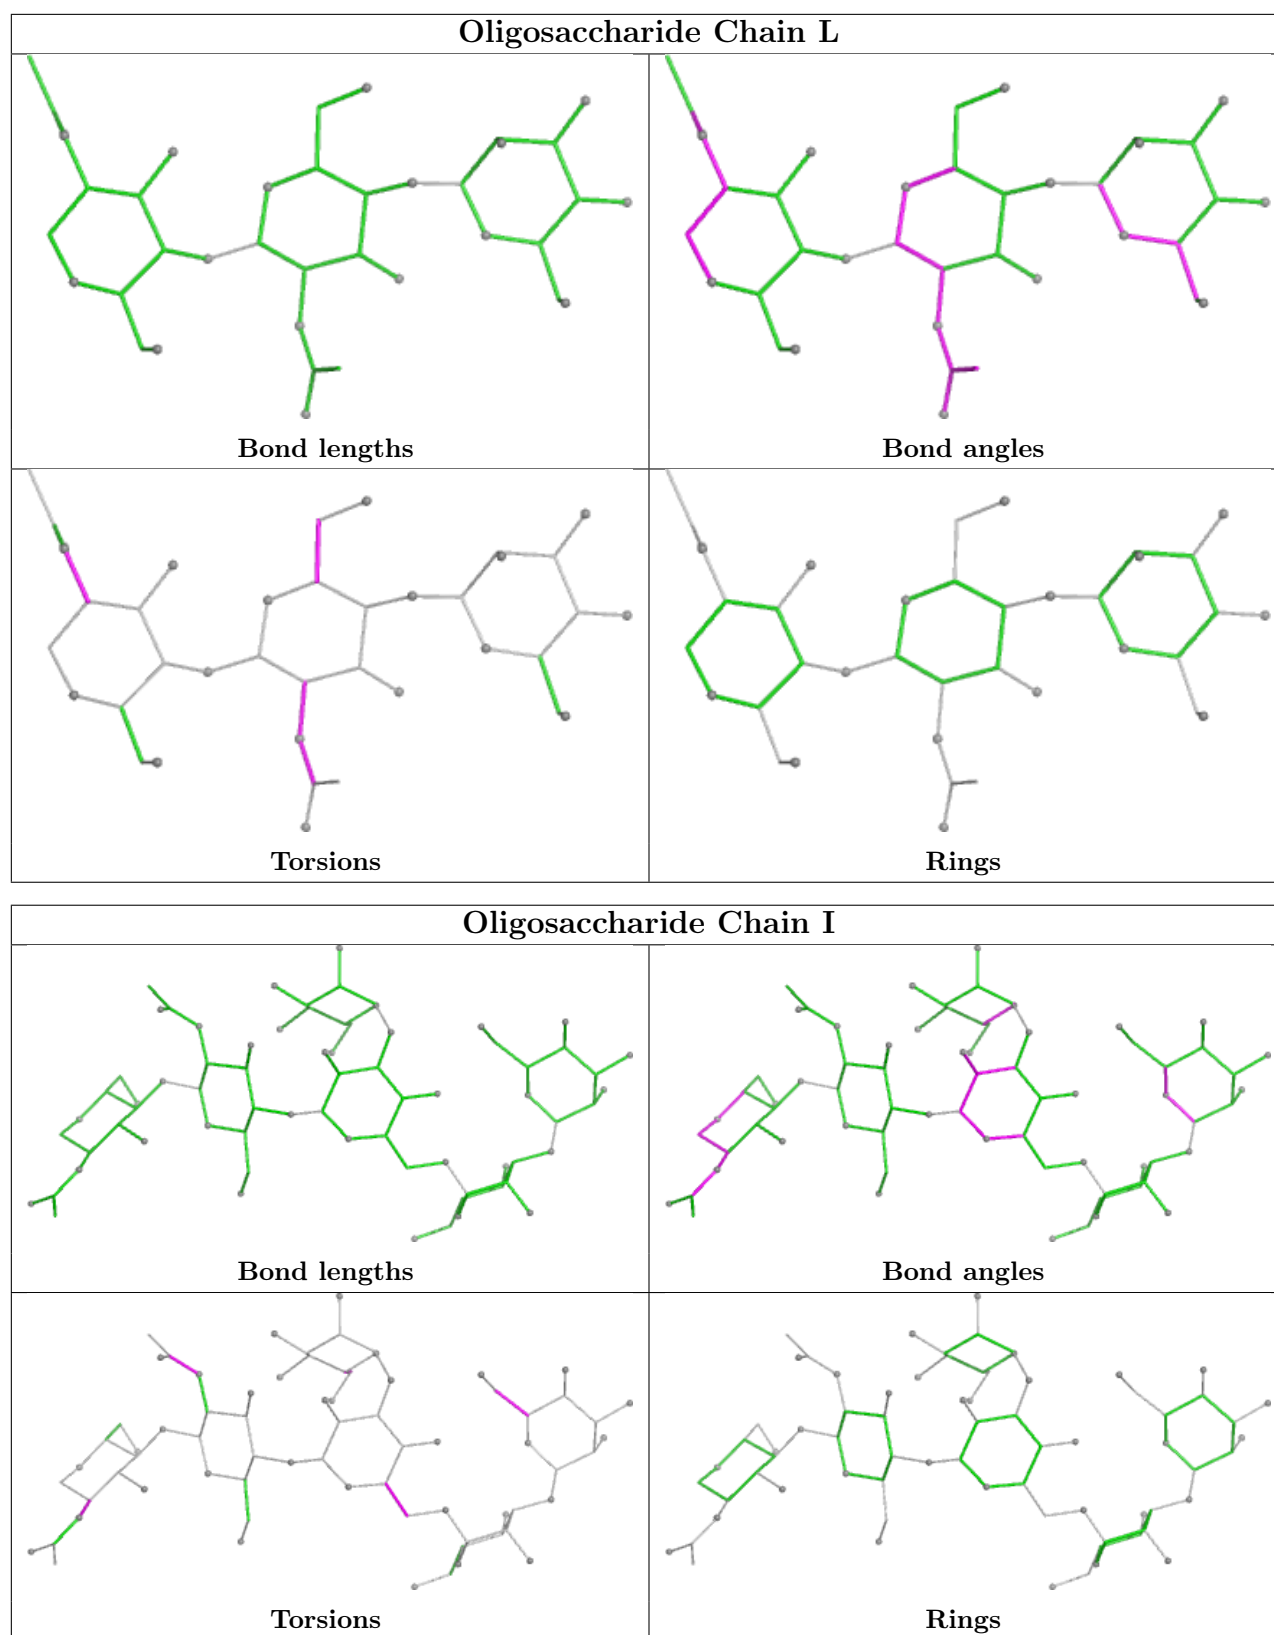 Oligosaccharide Chain L
Bond lengths
Bond angles
Torsions
Rings
Oligosaccharide Chain I
Bond lengths
Bond angles
Torsions
Rings